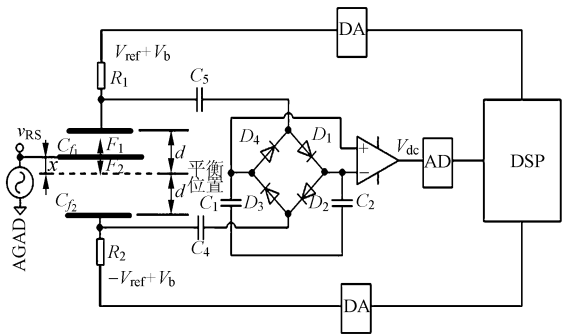 DA
V_ref+V_b
R_1
C_5
v_RS
C_f1
F_1
F_2
x
d
d
平衡
位置
D_4
D_1
D_3
D_2
C_1
C_2
+
−
V_dc
AD
DSP
C_f2
C_4
R_2
−V_ref+V_b
AGAD
DA